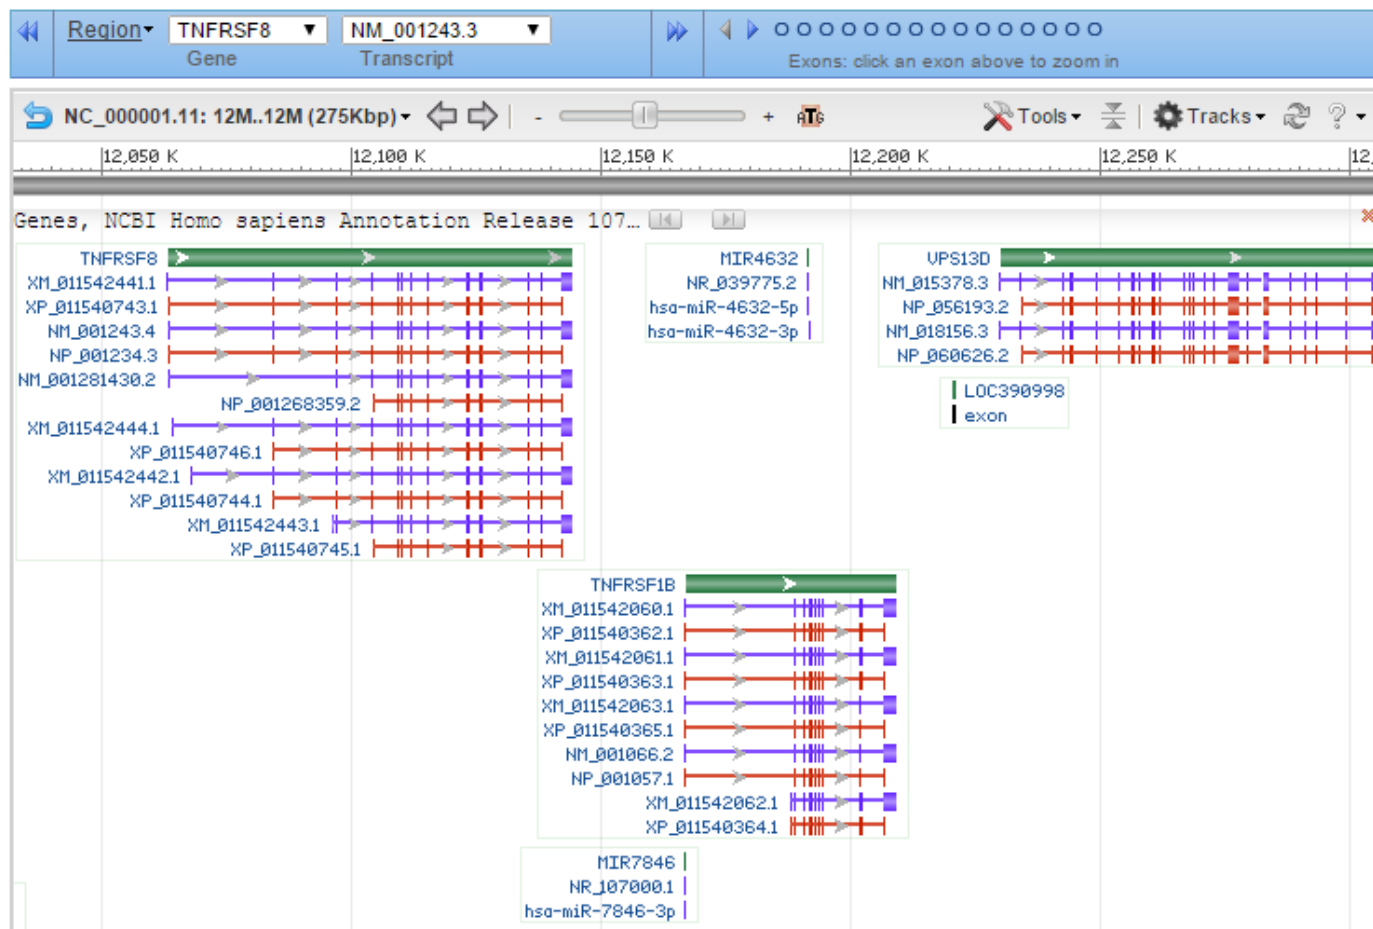 Region TNFRSF8 NM_001243.3
Gene Transcript Exons: click an exon above to zoom in
NC_000001.11: 12M..12M (275Kbp) - + ATG Tools Tracks ?
12,050 K 12,100 K 12,150 K 12,200 K 12,250 K 12,
Genes, NCBI Homo sapiens Annotation Release 107…
TNFRSF8 MIR4632 VPS13D
XM_011542441.1 NR_039775.2 NM_015378.3
XP_011540743.1 hsa-miR-4632-5p NP_056193.2
NM_001243.4 hsa-miR-4632-3p NM_018156.3
NP_001234.3 NP_060626.2
NM_001281430.2 LOC390998
NP_001268359.2 exon
XM_011542444.1
XP_011540746.1
XM_011542442.1
XP_011540744.1
XM_011542443.1
XP_011540745.1
TNFRSF1B
XM_011542060.1
XP_011540362.1
XM_011542061.1
XP_011540363.1
XM_011542063.1
XP_011540365.1
NM_001066.2
NP_001057.1
XM_011542062.1
XP_011540364.1
MIR7846
NR_107000.1
hsa-miR-7846-3p